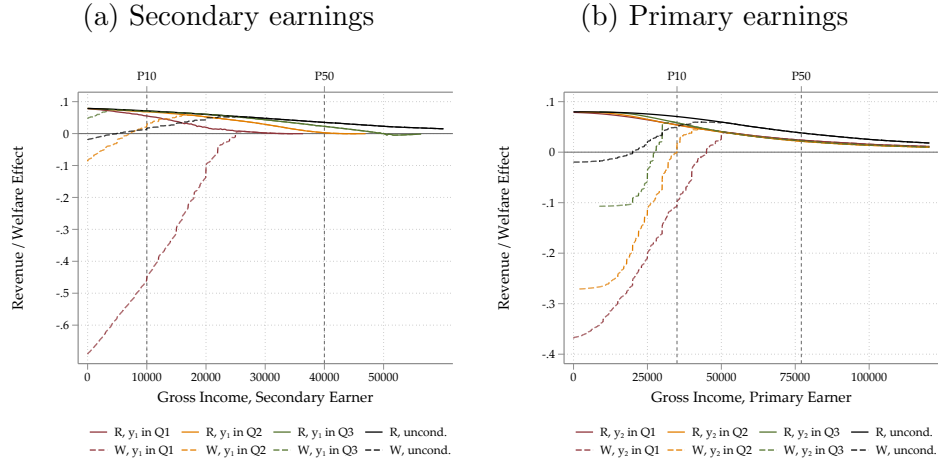 (a) Secondary earnings
P10
P50
.1
0
-.1
-.2
-.3
-.4
-.5
-.6
Revenue / Welfare Effect
0
10000
20000
30000
40000
50000
Gross Income, Secondary Earner
R, y₁ in Q1
R, y₁ in Q2
R, y₁ in Q3
R, uncond.
W, y₁ in Q1
W, y₁ in Q2
W, y₁ in Q3
W, uncond.
(b) Primary earnings
P10
P50
.1
0
-.1
-.2
-.3
-.4
Revenue / Welfare Effect
0
25000
50000
75000
100000
Gross Income, Primary Earner
R, y₂ in Q1
R, y₂ in Q2
R, y₂ in Q3
R, uncond.
W, y₂ in Q1
W, y₂ in Q2
W, y₂ in Q3
W, uncond.